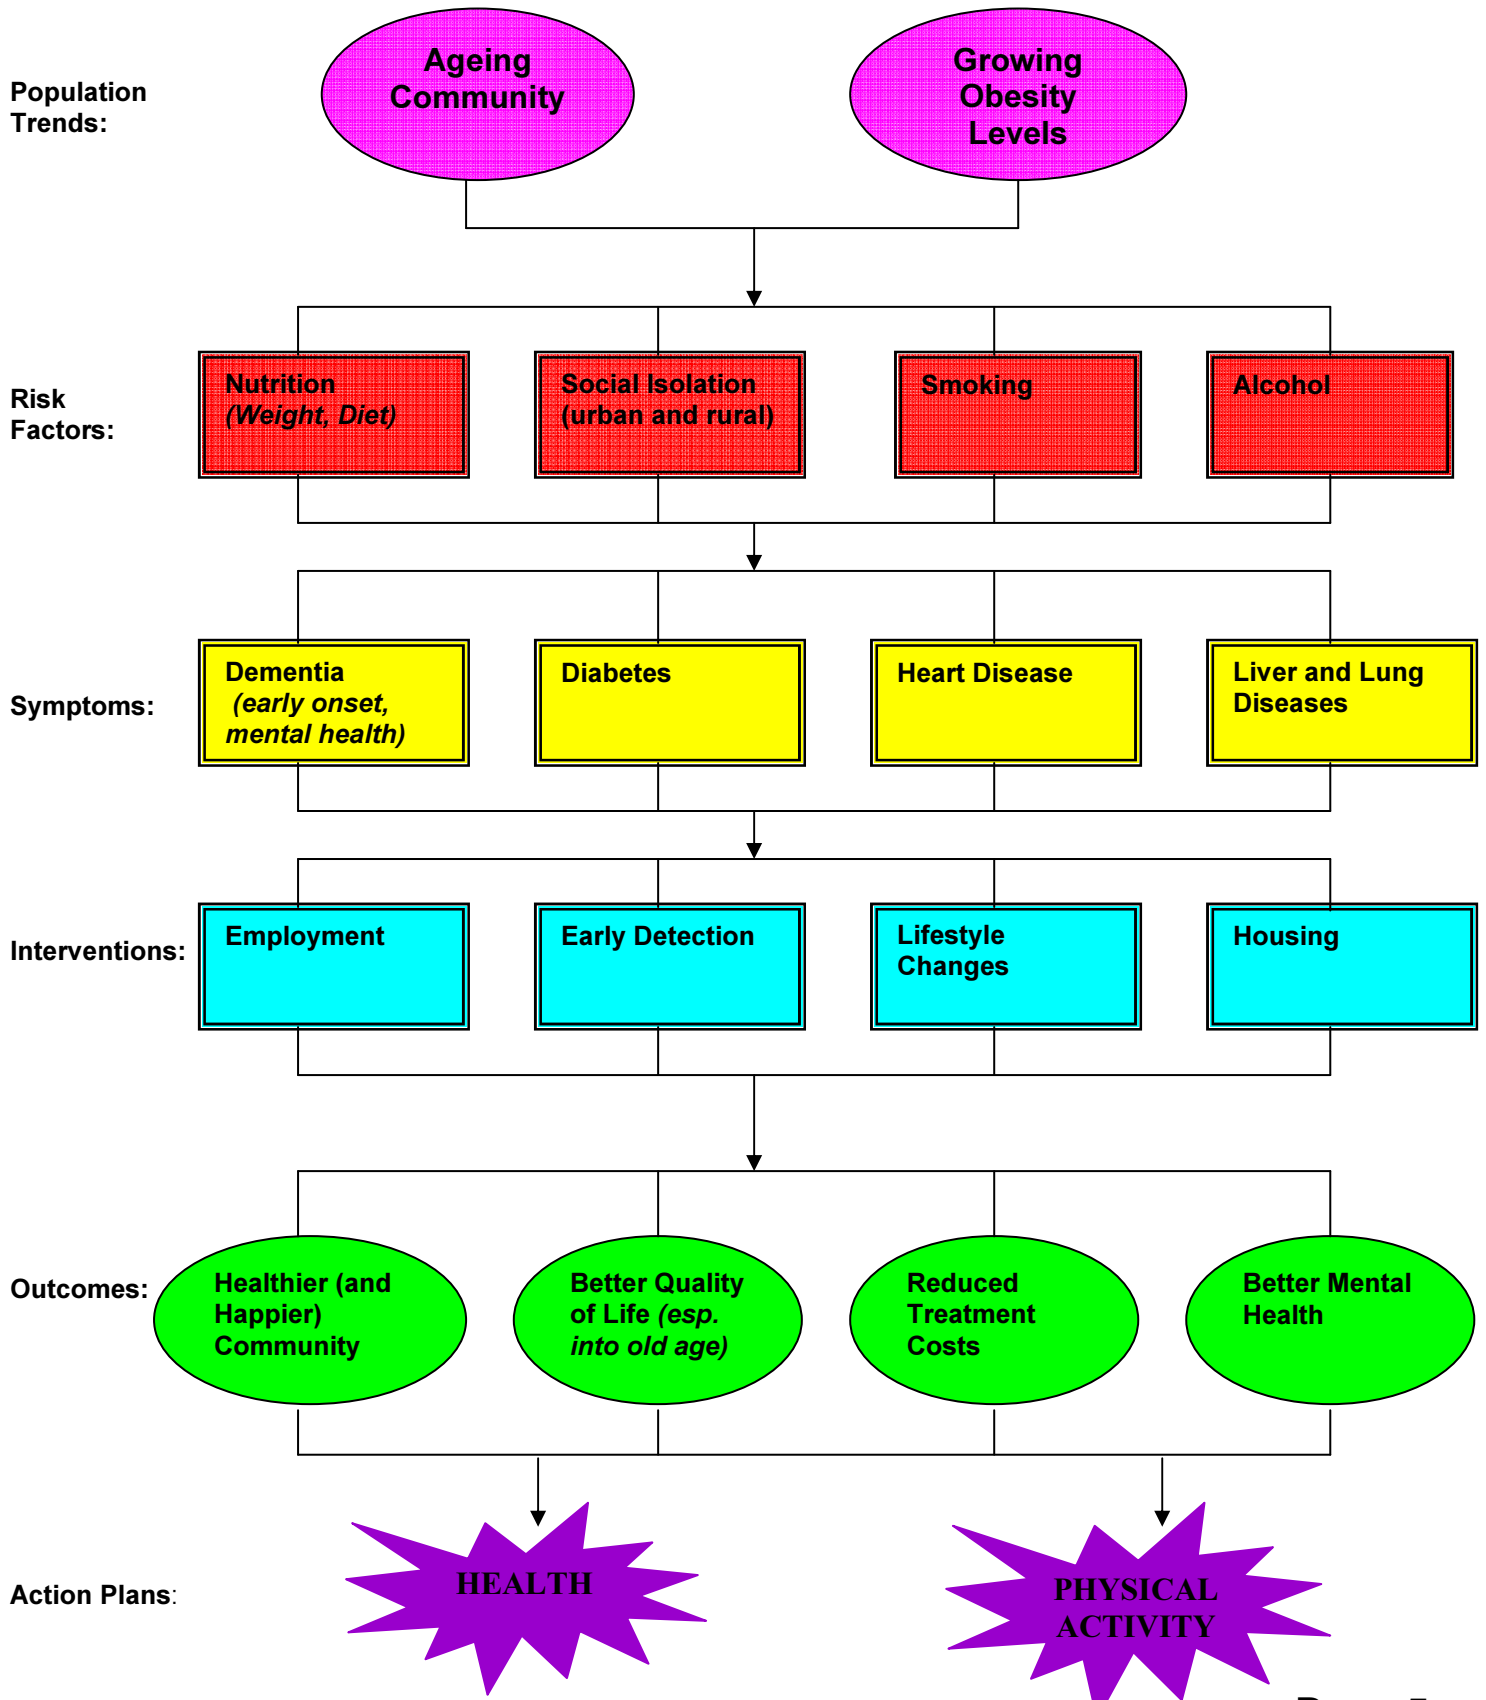 Population
Trends:
Ageing
Community
Growing
Obesity
Levels
Risk
Factors:
Nutrition
(Weight, Diet)
Social Isolation
(urban and rural)
Smoking
Alcohol
Symptoms:
Dementia
(early onset,
mental health)
Diabetes
Heart Disease
Liver and Lung
Diseases
Interventions:
Employment
Early Detection
Lifestyle
Changes
Housing
Outcomes:
Healthier (and
Happier)
Community
Better Quality
of Life (esp.
into old age)
Reduced
Treatment
Costs
Better Mental
Health
Action Plans:
HEALTH
PHYSICAL
ACTIVITY